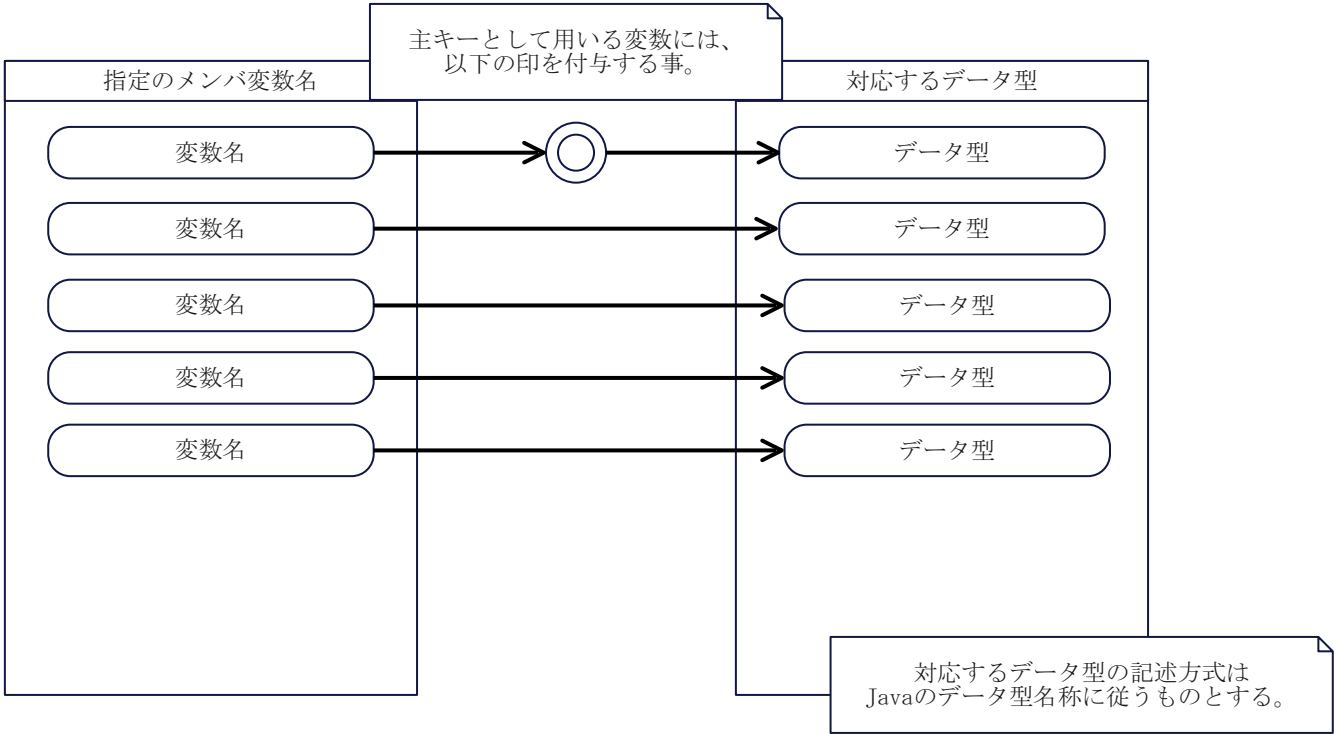 主キーとして用いる変数には、
以下の印を付与する事。
指定のメンバ変数名
対応するデータ型
変数名
データ型
変数名
データ型
変数名
データ型
変数名
データ型
変数名
データ型
対応するデータ型の記述方式は
Javaのデータ型名称に従うものとする。